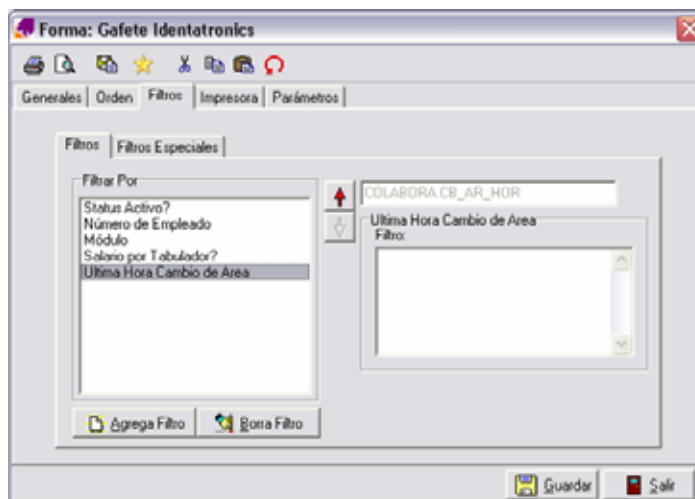 Forma: Gafete Identatronics
Generales Orden Filtros Impresora Parámetros
Filtros Filtros Especiales
Filtrar Por
Status Activo?
Número de Empleado
Módulo
Salario por Tabulador?
Ultima Hora Cambio de Area
COLABORA.CB_AR_HOR
Ultima Hora Cambio de Area
Filtro:
Agrega Filtro Borra Filtro
Guardar Salir